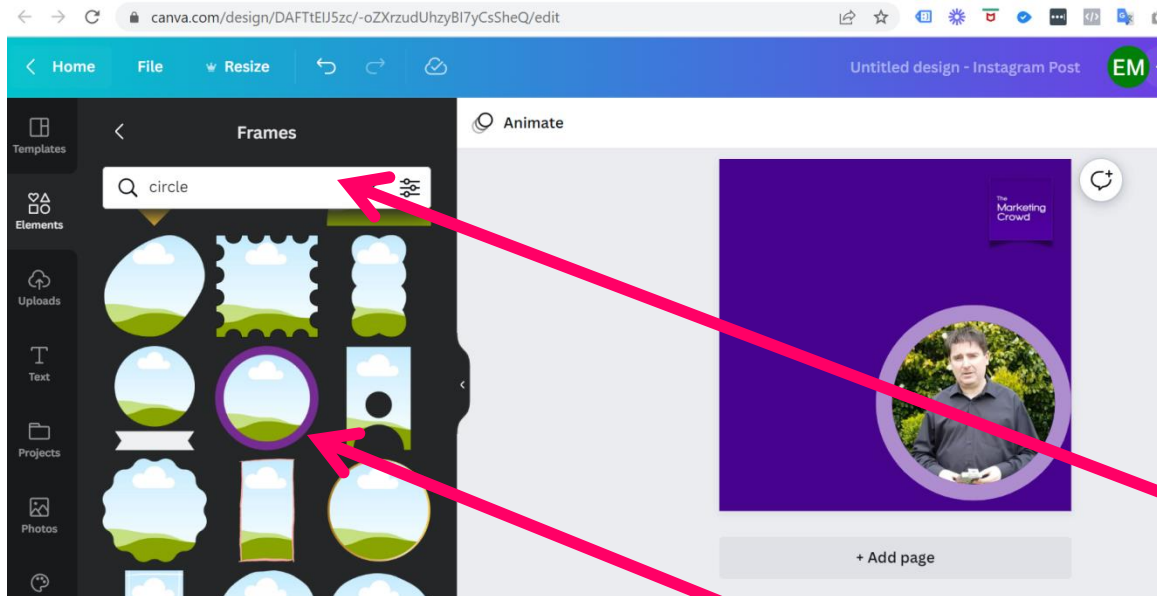 canva.com/design/DAFTtEIJ5zc/-oZXrzudUhzyBI7yCsSheQ/edit
Home File Resize Untitled design - Instagram Post EM
Templates
Elements
Uploads
Text
Projects
Photos
Frames
circle
Animate
The
Marketing
Crowd
+ Add page